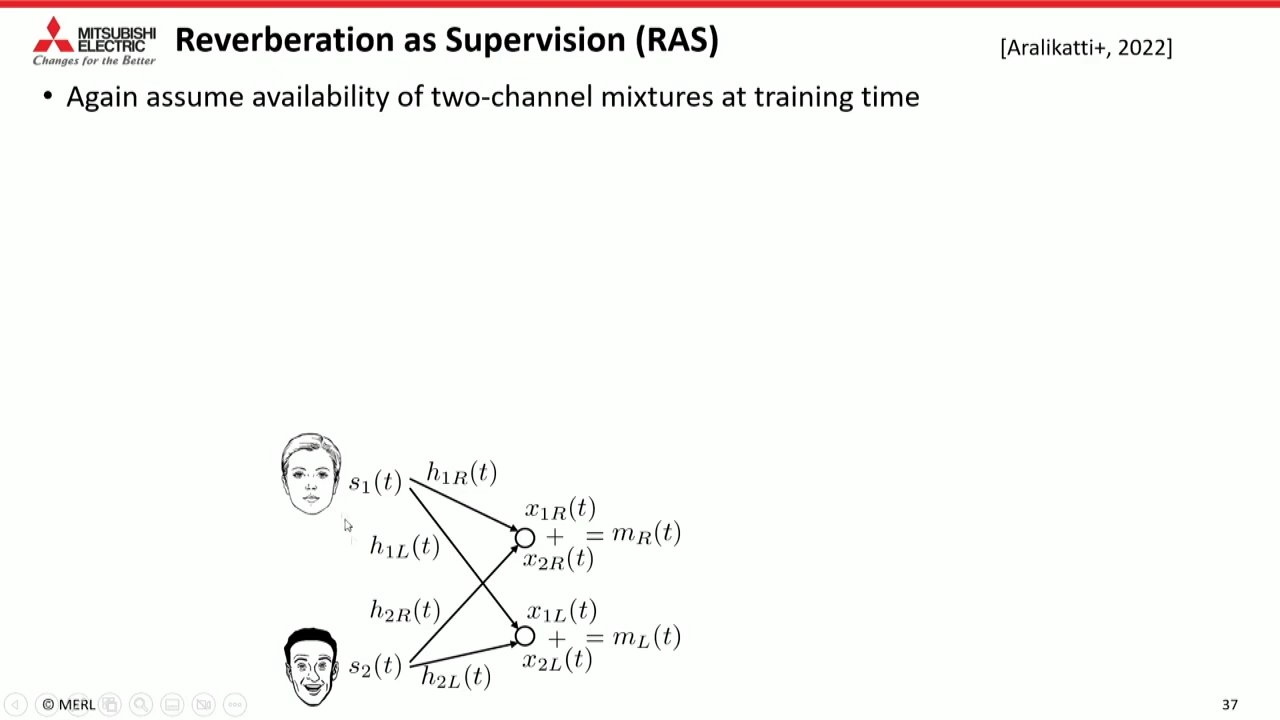 MITSUBISHI
ELECTRIC
Changes for the Better
Reverberation as Supervision (RAS)
[Aralikatti+, 2022]
• Again assume availability of two-channel mixtures at training time
s₁(t)
h₁R(t)
x₁R(t)
+ = mR(t)
x₂R(t)
h₁L(t)
h₂R(t)
x₁L(t)
+ = mL(t)
x₂L(t)
s₂(t)
h₂L(t)
© MERL
37